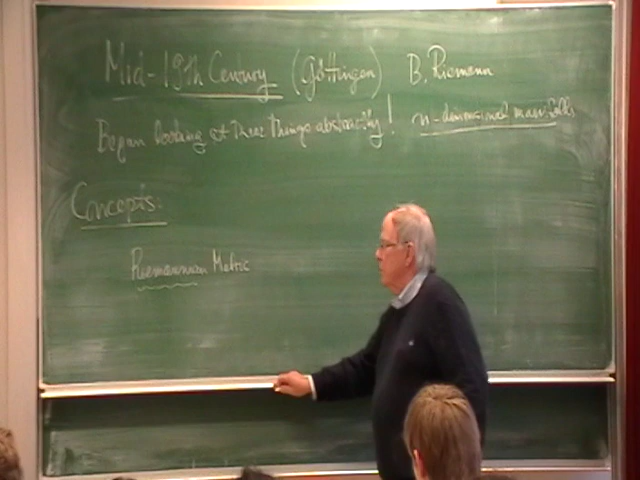 Mid-19th Century (Göttingen) B. Riemann
Began looking at these things abstractly! n-dimensional manifolds
Concepts:
Riemannian Metric